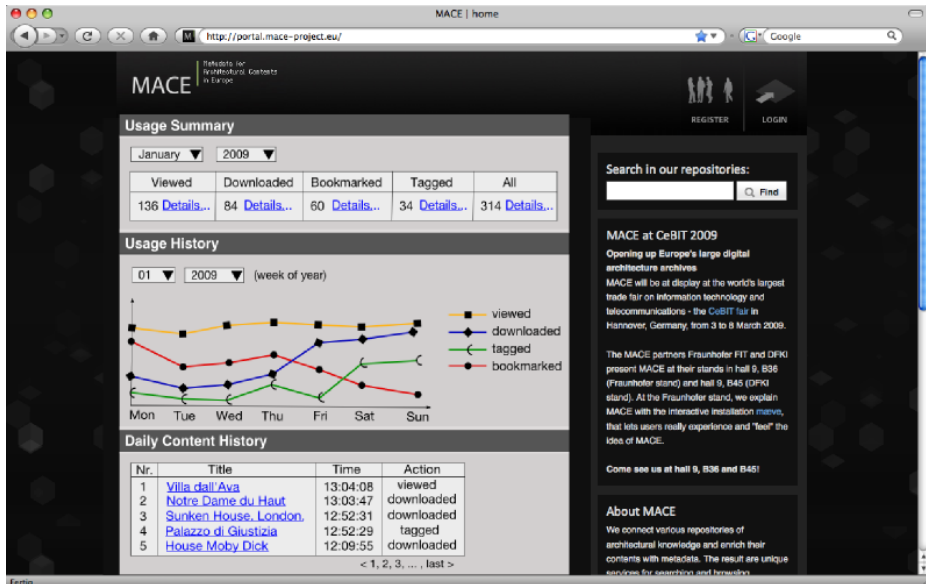 MACE | home
http://portal.mace-project.eu/
Google
MACE
Metadata for
Architectural Contents
in Europe
REGISTER
LOGIN
Usage Summary
January
2009
Viewed Downloaded Bookmarked Tagged All
136 Details... 84 Details... 60 Details... 34 Details... 314 Details...
Usage History
01
2009
(week of year)
viewed
downloaded
tagged
bookmarked
Mon Tue Wed Thu Fri Sat Sun
Daily Content History
Nr. Title Time Action
1 Villa dall'Ava 13:04:08 viewed
2 Notre Dame du Haut 13:03:47 downloaded
3 Sunken House, London, 12:52:31 downloaded
4 Palazzo di Giustizia 12:52:29 tagged
5 House Moby Dick 12:09:55 downloaded
< 1, 2, 3, ... , last >
Search in our repositories:
Find
MACE at CeBIT 2009
Opening up Europe's large digital
architecture archives
MACE will be at display at the world's largest
trade fair on information technology and
telecommunications - the CeBIT fair in
Hannover, Germany, from 3 to 8 March 2009.
The MACE partners Fraunhofer FIT and DFKI
present MACE at their stands in hall 9, B36
(Fraunhofer stand) and hall 9, B45 (DFKI
stand). At the Fraunhofer stand, we explain
MACE with the interactive installation mæve,
that lets users really experience and "feel" the
idea of MACE.
Come see us at hall 9, B36 and B45!
About MACE
We connect various repositories of
architectural knowledge and enrich their
contents with metadata. The result are unique
services for searching and browsing
Fertig